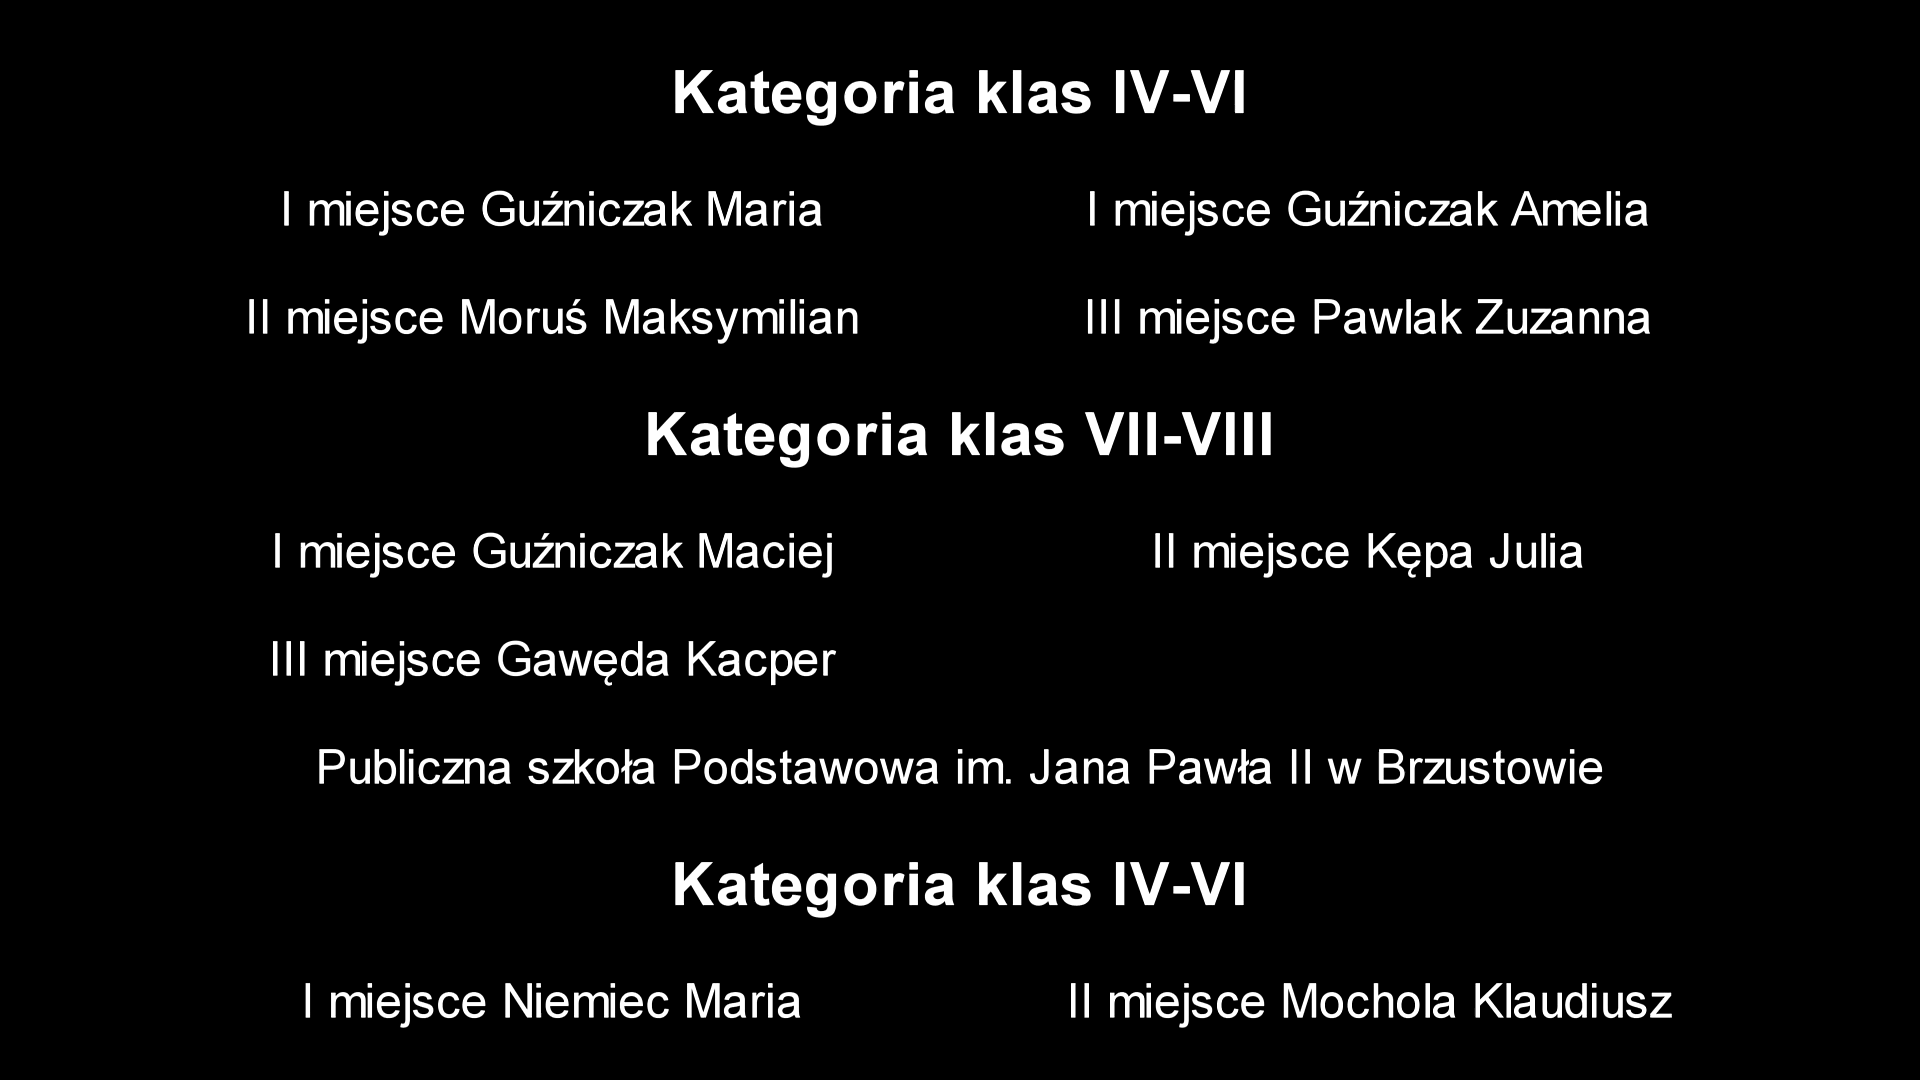 Kategoria klas IV-VI
I miejsce Guźniczak Maria
I miejsce Guźniczak Amelia
II miejsce Moruś Maksymilian
III miejsce Pawlak Zuzanna
Kategoria klas VII-VIII
I miejsce Guźniczak Maciej
II miejsce Kępa Julia
III miejsce Gawęda Kacper
Publiczna szkoła Podstawowa im. Jana Pawła II w Brzustowie
Kategoria klas IV-VI
I miejsce Niemiec Maria
II miejsce Mochola Klaudiusz